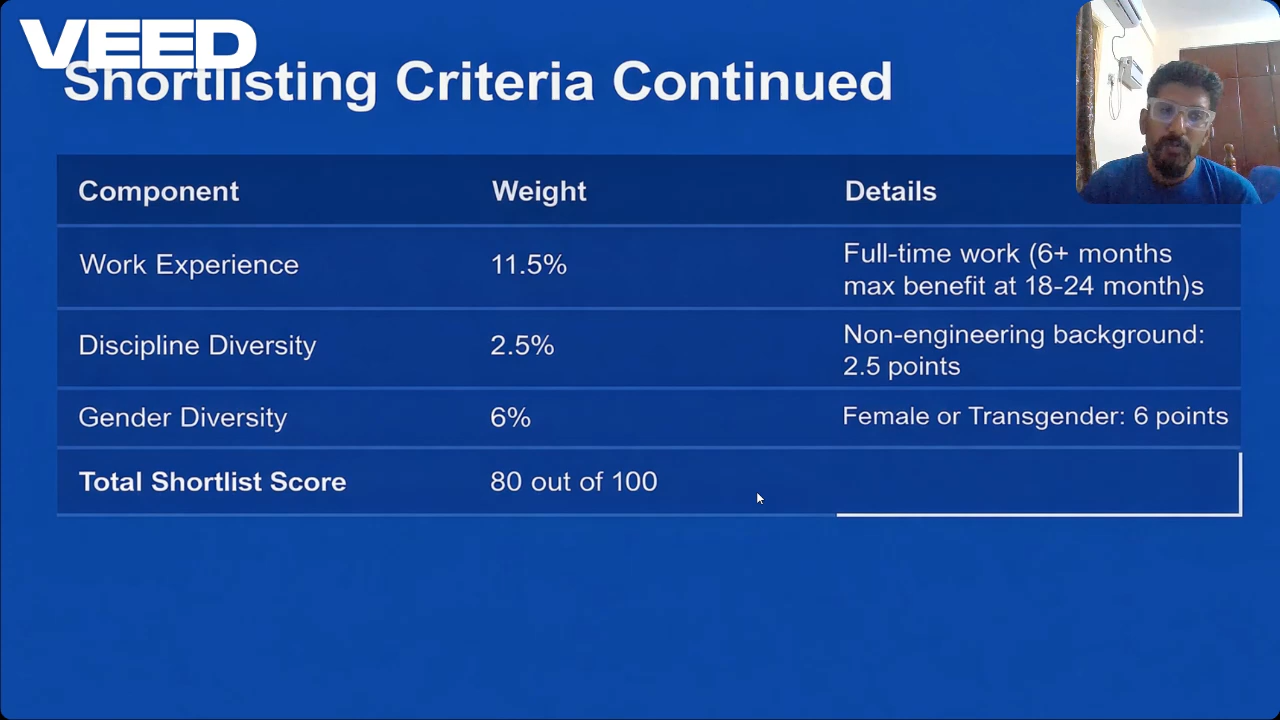 VEED
Shortlisting Criteria Continued
Component Weight Details
Work Experience 11.5% Full-time work (6+ months
max benefit at 18-24 month)s
Discipline Diversity 2.5% Non-engineering background:
2.5 points
Gender Diversity 6% Female or Transgender: 6 points
Total Shortlist Score 80 out of 100